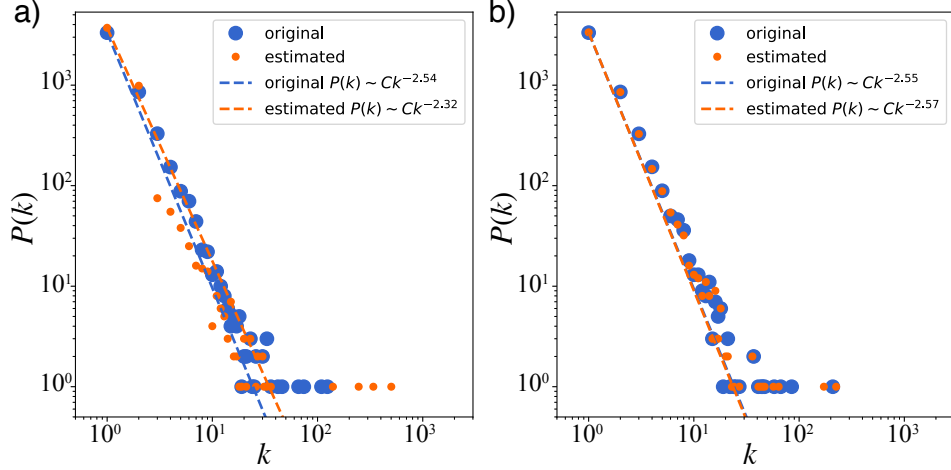 a)
original
estimated
original P(k) ~ Ck^{-2.54}
estimated P(k) ~ Ck^{-2.32}
P(k)
10^3
10^2
10^1
10^0
10^0
10^1
10^2
10^3
k
b)
original
estimated
original P(k) ~ Ck^{-2.55}
estimated P(k) ~ Ck^{-2.57}
P(k)
10^3
10^2
10^1
10^0
10^0
10^1
10^2
10^3
k